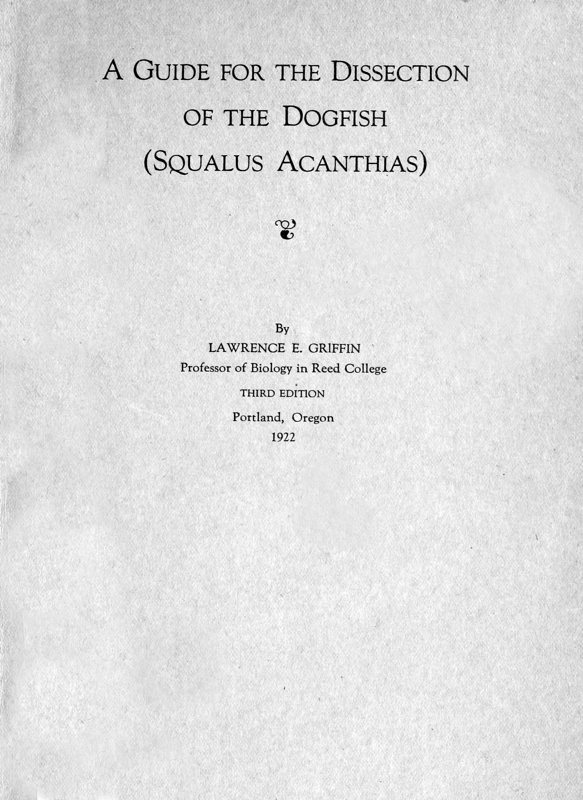 A Guide for the Dissection
of the Dogfish
(Squalus Acanthias)
By
LAWRENCE E. GRIFFIN
Professor of Biology in Reed College
THIRD EDITION
Portland, Oregon
1922